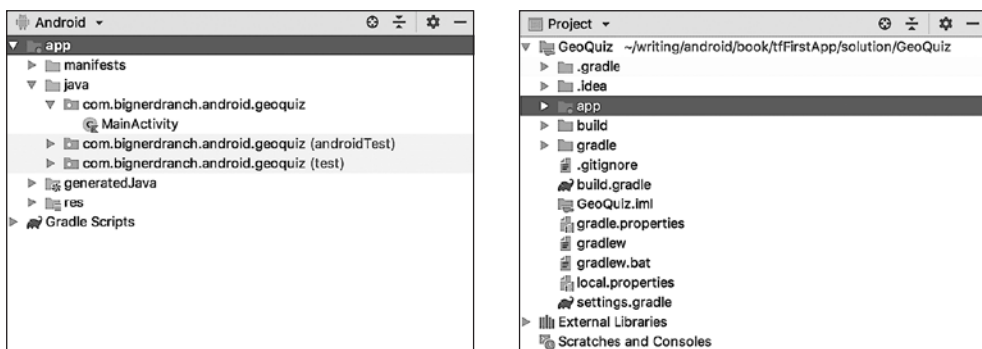 Android
app
manifests
java
com.bignerdranch.android.geoquiz
MainActivity
com.bignerdranch.android.geoquiz (androidTest)
com.bignerdranch.android.geoquiz (test)
generatedJava
res
Gradle Scripts
Project
GeoQuiz ~/writing/android/book/tfFirstApp/solution/GeoQuiz
.gradle
.idea
app
build
gradle
.gitignore
build.gradle
GeoQuiz.iml
gradle.properties
gradlew
gradlew.bat
local.properties
settings.gradle
External Libraries
Scratches and Consoles